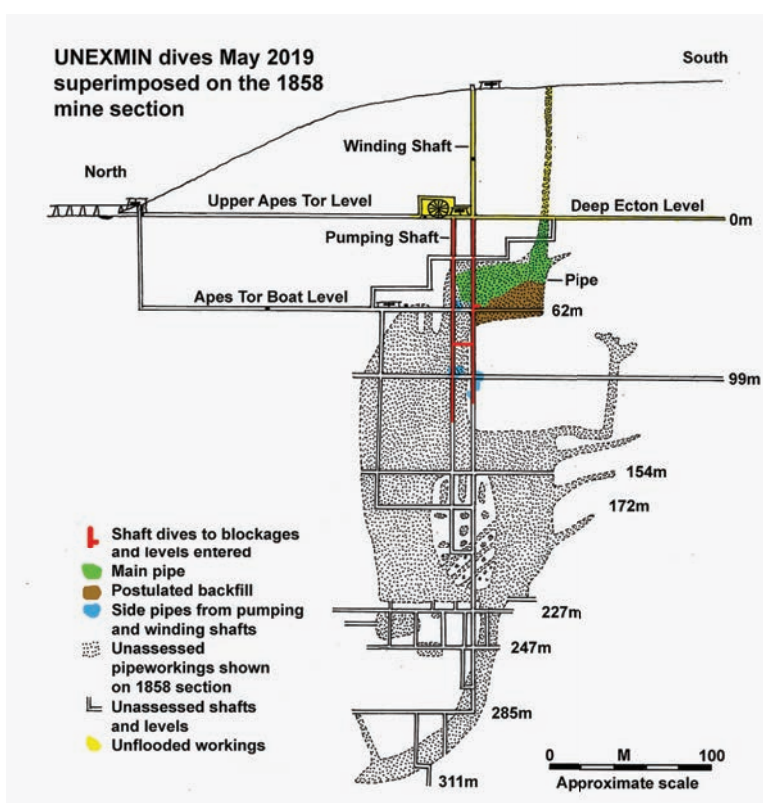 UNEXMIN dives May 2019
superimposed on the 1858
mine section
South
Winding Shaft
North
Upper Apes Tor Level
Deep Ecton Level
0m
Pumping Shaft
Pipe
Apes Tor Boat Level
62m
99m
154m
172m
Shaft dives to blockages
and levels entered
Main pipe
Postulated backfill
Side pipes from pumping
and winding shafts
Unassessed
pipeworkings shown
on 1858 section
Unassessed shafts
and levels
Unflooded workings
227m
247m
285m
311m
0 M 100
Approximate scale